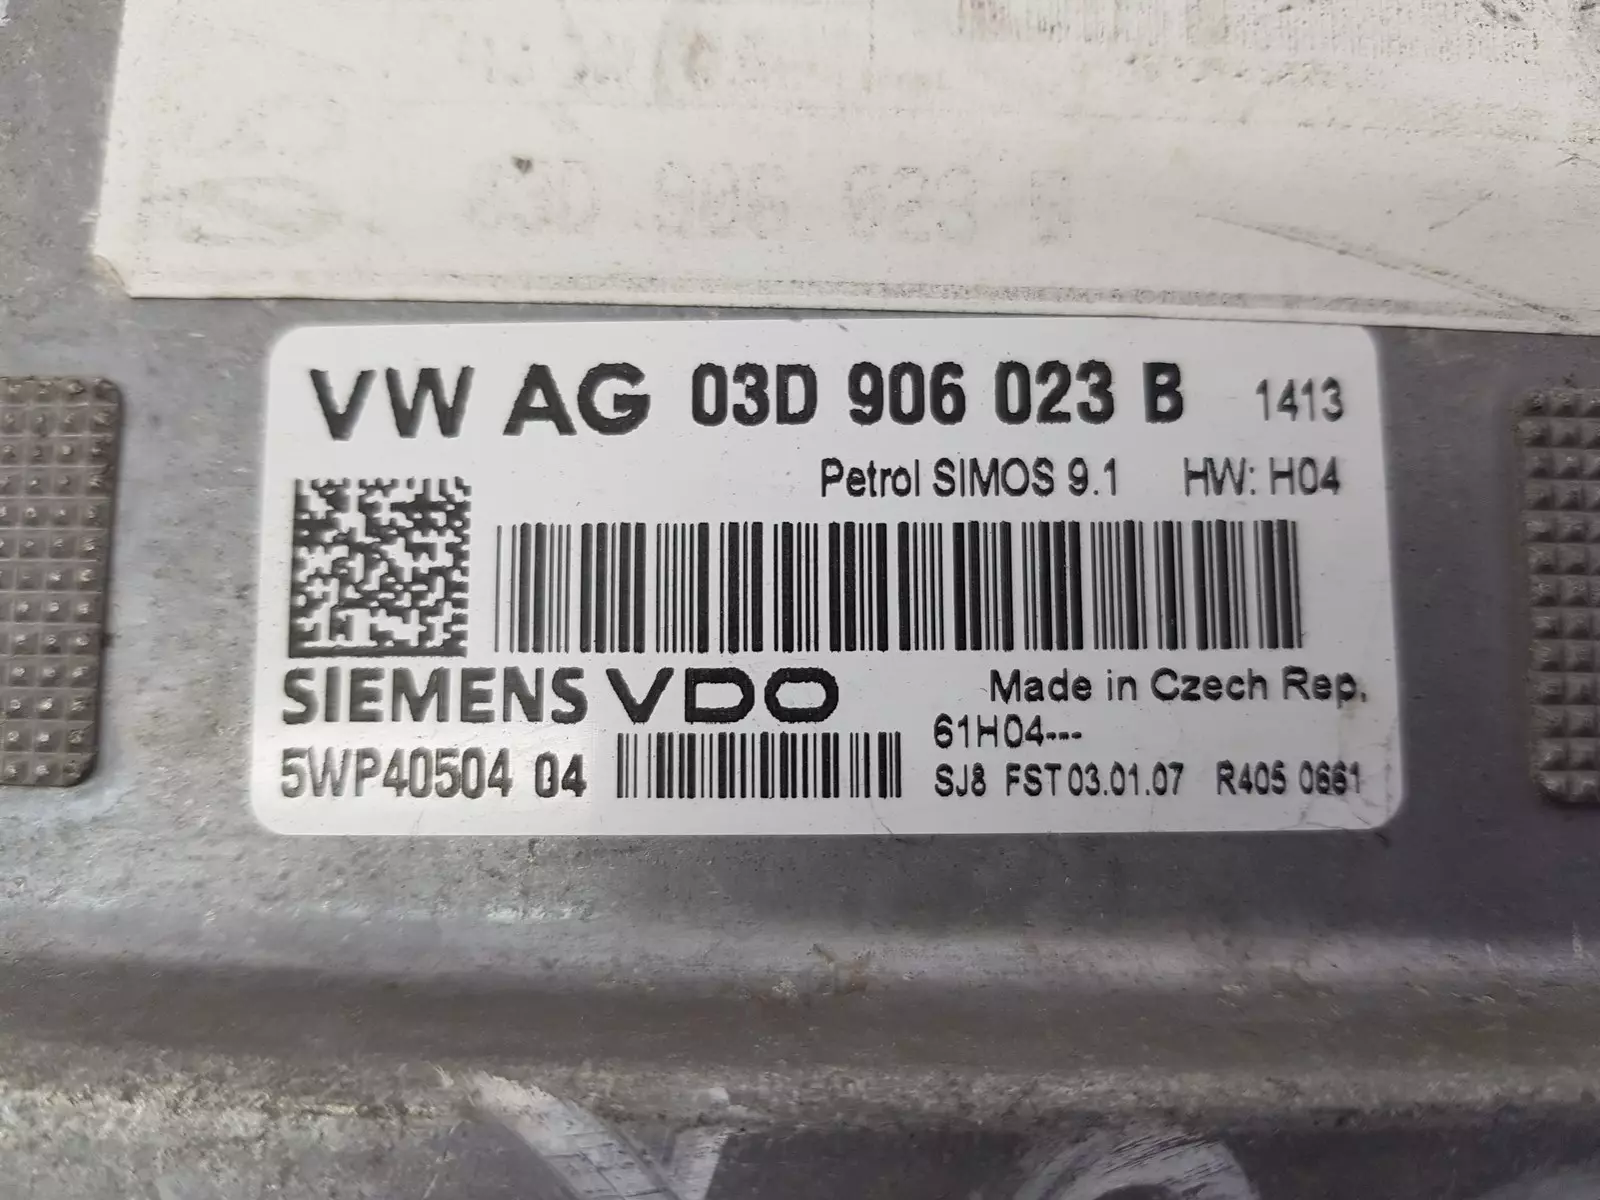 VW AG 03D 906 023 B 1413
Petrol SIMOS 9.1 HW: H04
SIEMENS VDO Made in Czech Rep.
61H04---
5WP40504 04 SJ8 FST 03.01.07 R405 0661